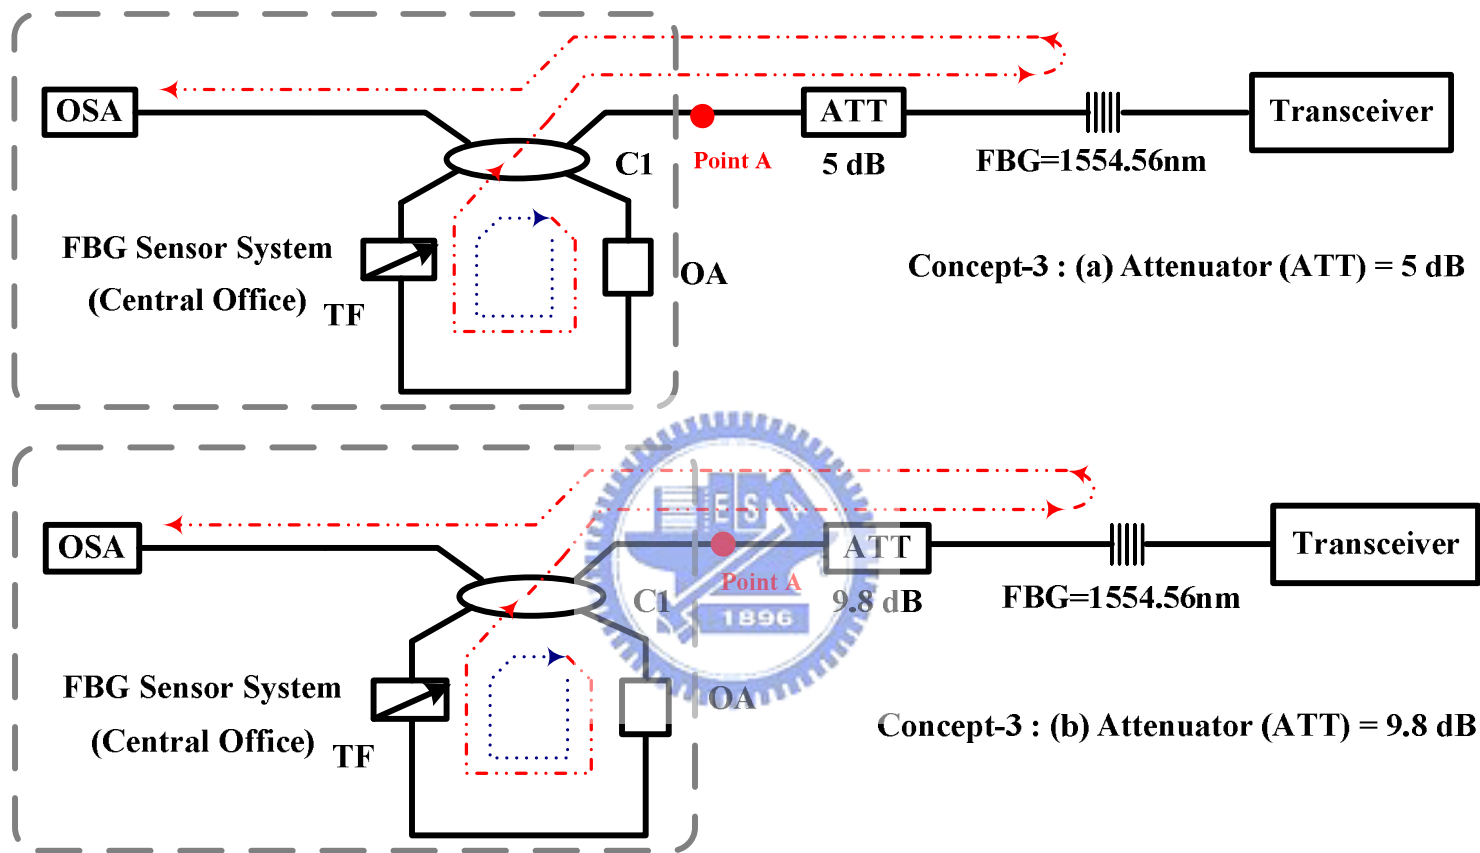 OSA
ATT
Transceiver
C1
Point A
5 dB
FBG=1554.56nm
FBG Sensor System
(Central Office)
TF
OA
Concept-3 : (a) Attenuator (ATT) = 5 dB
OSA
ATT
Transceiver
C1
Point A
9.8 dB
FBG=1554.56nm
E S A
1896
FBG Sensor System
(Central Office)
TF
OA
Concept-3 : (b) Attenuator (ATT) = 9.8 dB